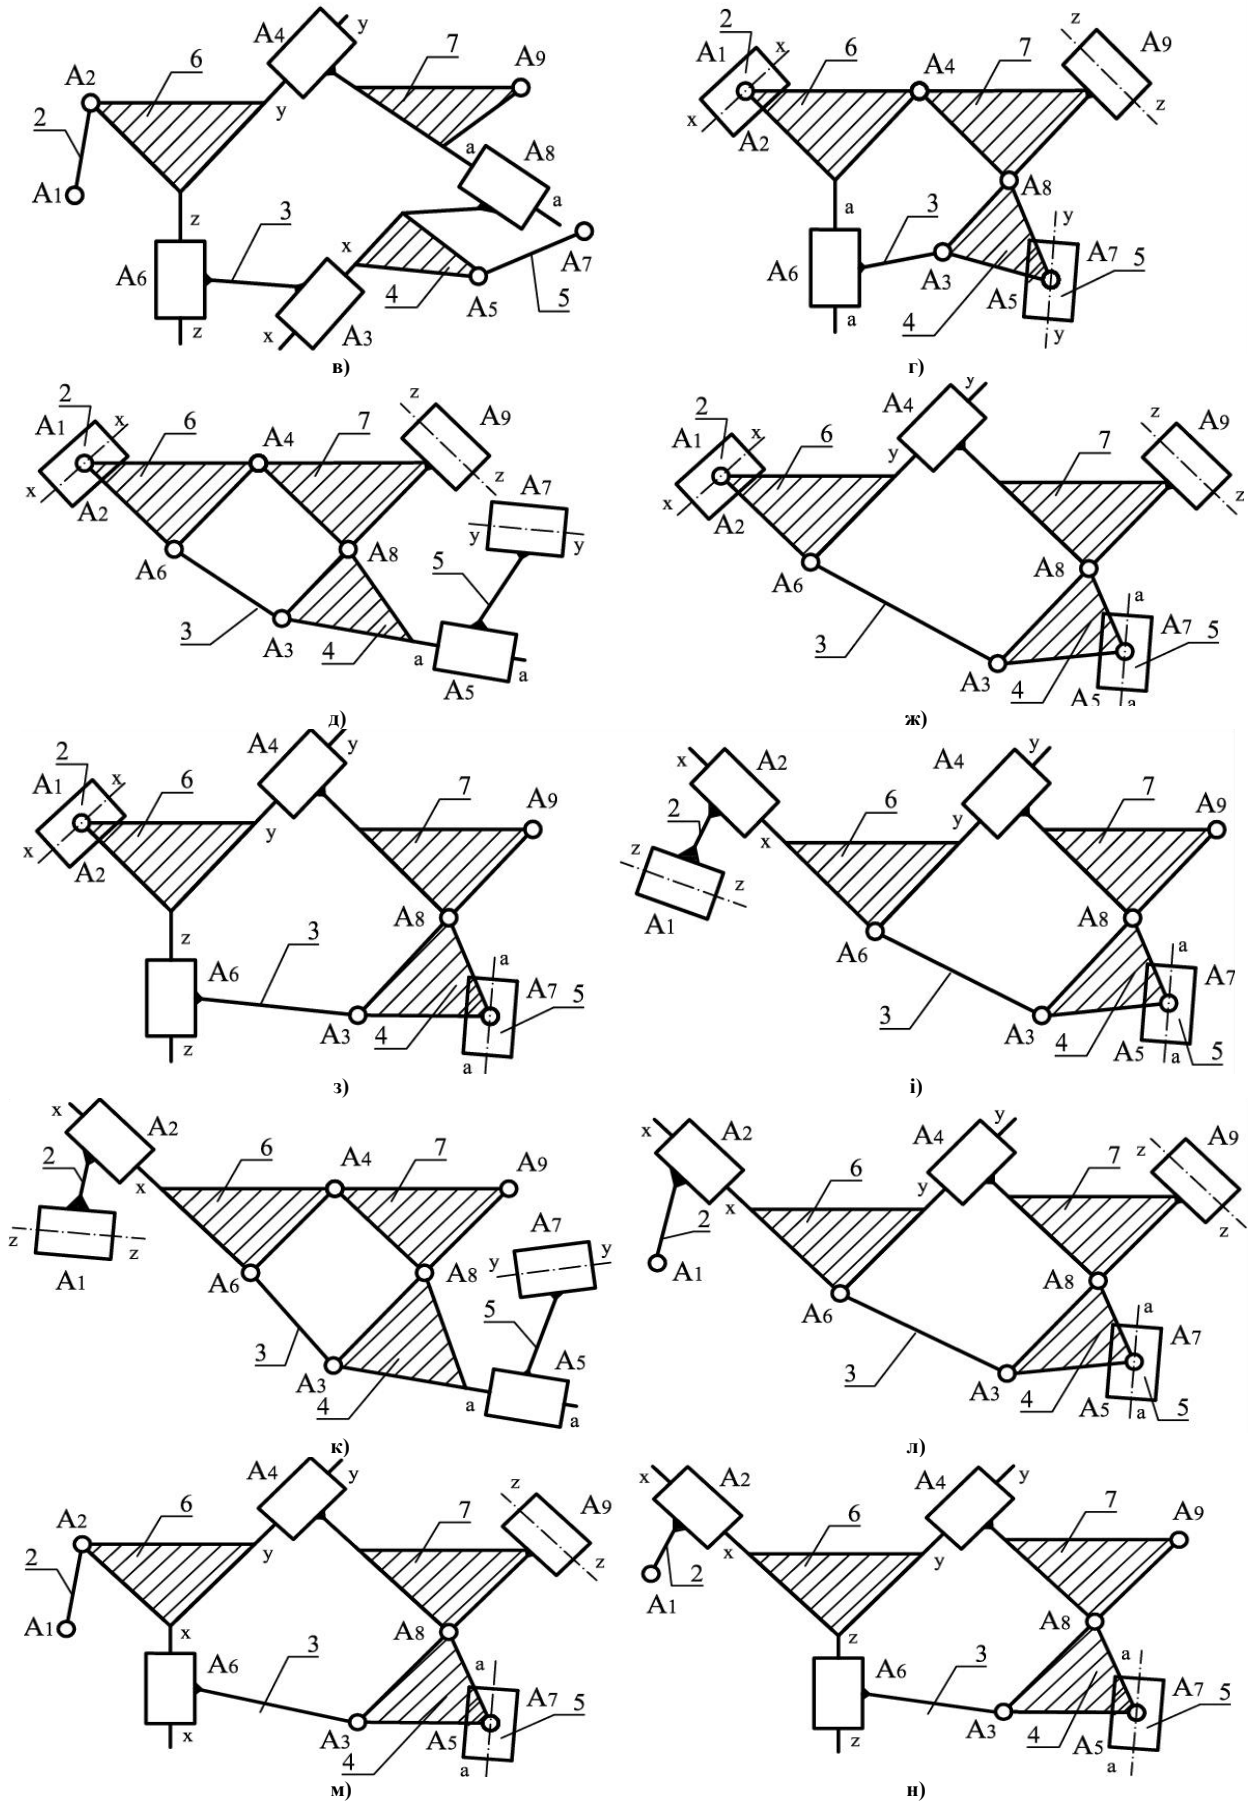 A4 y 7 A9
A2 6 y
2 a A8
A1 z 3 x a
A6 A7
4 A5 5
z x A3
в)
2 6 A4 7 z A9
A1 x
x A2 z
A8
a 3 y A7
A6 A3 A5 5
a 4 y
г)
2 6 A4 7 z A9
A1 x
x A2 z A7
A6 A8 5 y y
3 A3 4 a
A5 a
д)
y
2 A4 z A9
A1 x 6 y 7
x A2 z
A6 A8 a
3 A7 5
A3 4 A5 a
ж)
2 A4 y
A1 x 6 7 A9
x A2 y
A8
z A6 3 a
A7 5
z A3 4 a
з)
x A2 A4 y
2 6 7 A9
z x y
z
A1 A8
A6 a
3 A7
A3 4 A5 a 5
і)
x A2
2 6 A4 7 A9
x
z z A7
A1 A6 A8 y y
5
3 A3 A5
4 a a
к)
x A2 A4 y A9
6 7 z
2 x y
A1 A8 z
A6 a
3 A7
A3 4 A5 a 5
л)
A4 y z
A2 6 7 A9
2 y z
A1 x A8
A6 3 a
A7 5
x A3 4 A5 a
м)
x A2 A4 y
6 7 A9
2 x y
A1 A8
z a
A6 3 A7 5
A3 4 A5
z a
н)